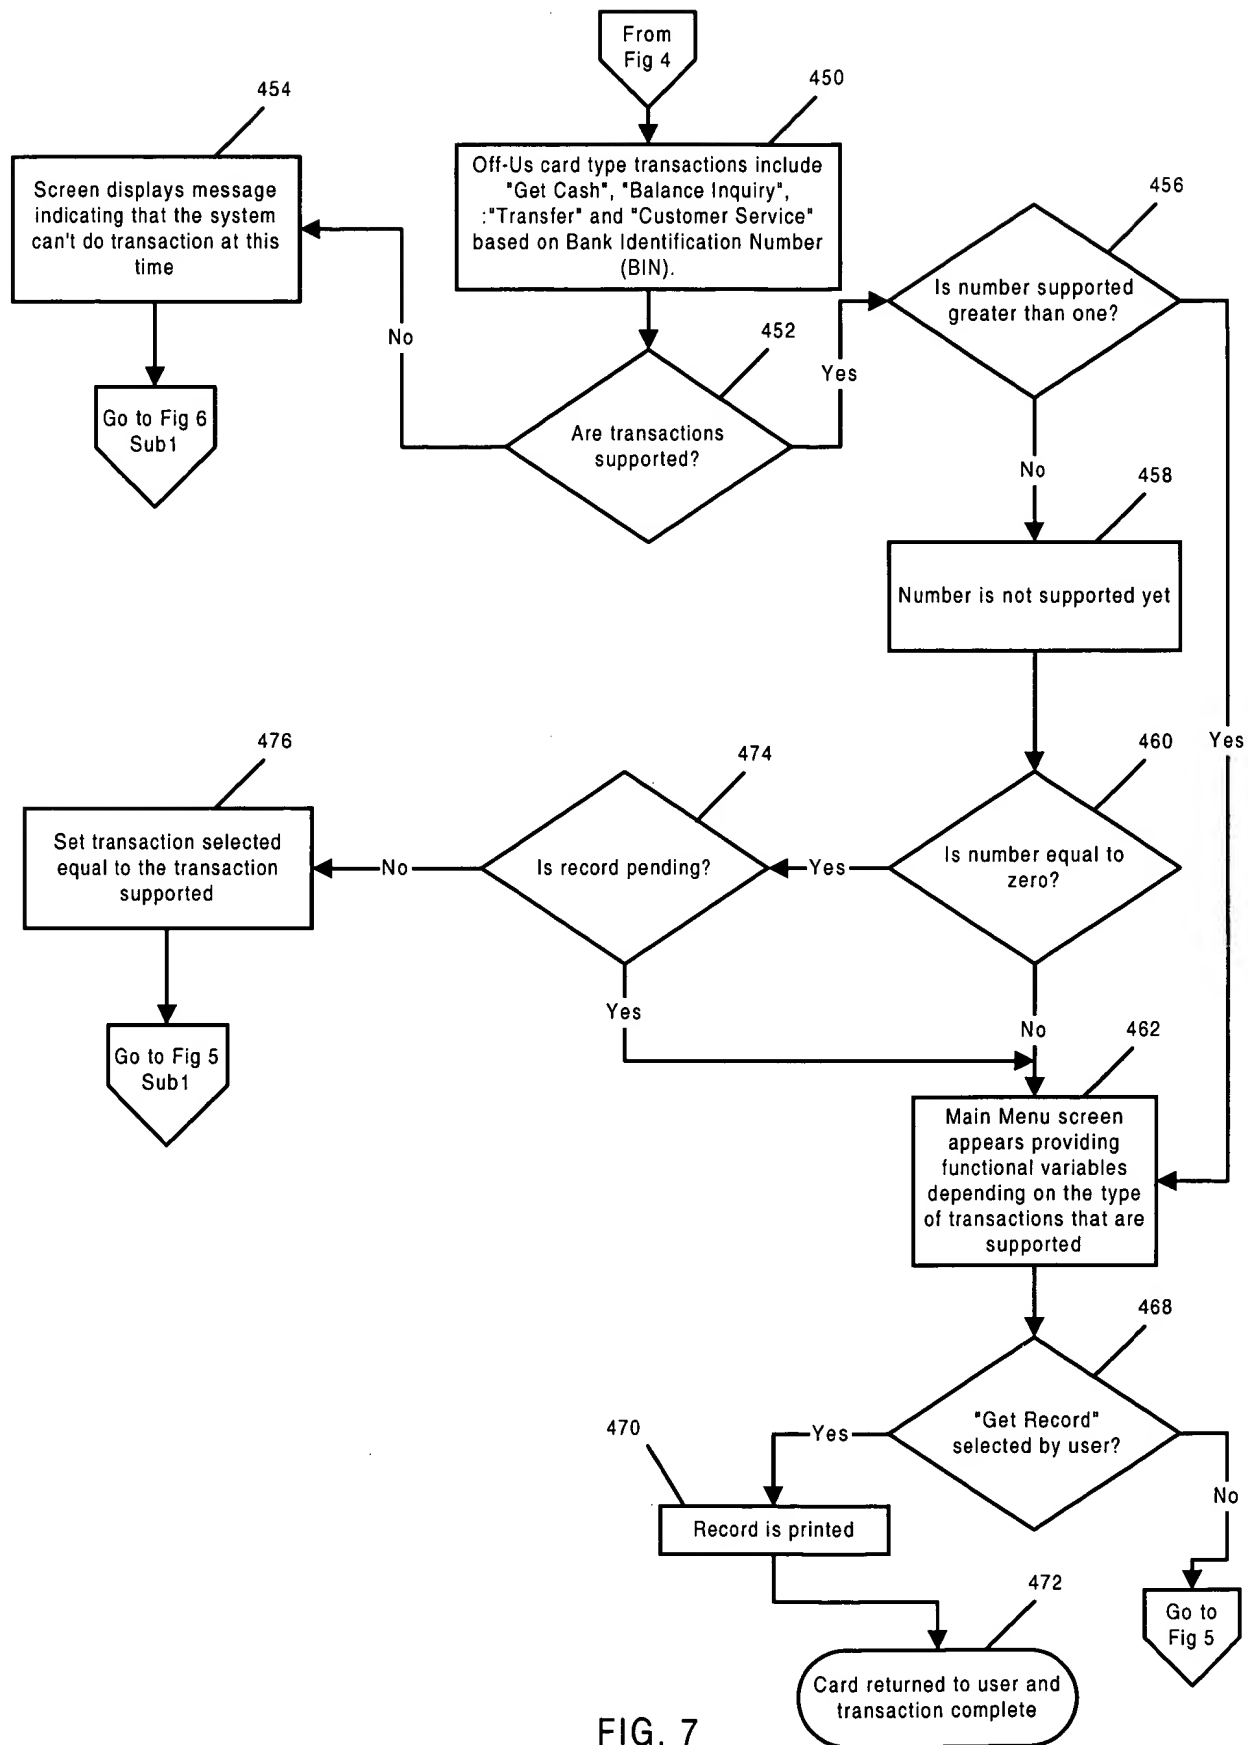 From
Fig 4
454
450
Off-Us card type transactions include
"Get Cash", "Balance Inquiry",
:"Transfer" and "Customer Service"
based on Bank Identification Number
(BIN).
Screen displays message
indicating that the system
can't do transaction at this
time
456
Is number supported
greater than one?
No
452
Yes
Go to Fig 6
Sub1
Are transactions
supported?
No
458
Number is not supported yet
Yes
476
474
460
Set transaction selected
equal to the transaction
supported
No
Is record pending?
Yes
Is number equal to
zero?
Yes
No
462
Go to Fig 5
Sub1
Main Menu screen
appears providing
functional variables
depending on the type
of transactions that are
supported
468
"Get Record"
selected by user?
470
Yes
No
Record is printed
472
Go to
Fig 5
Card returned to user and
transaction complete
FIG. 7